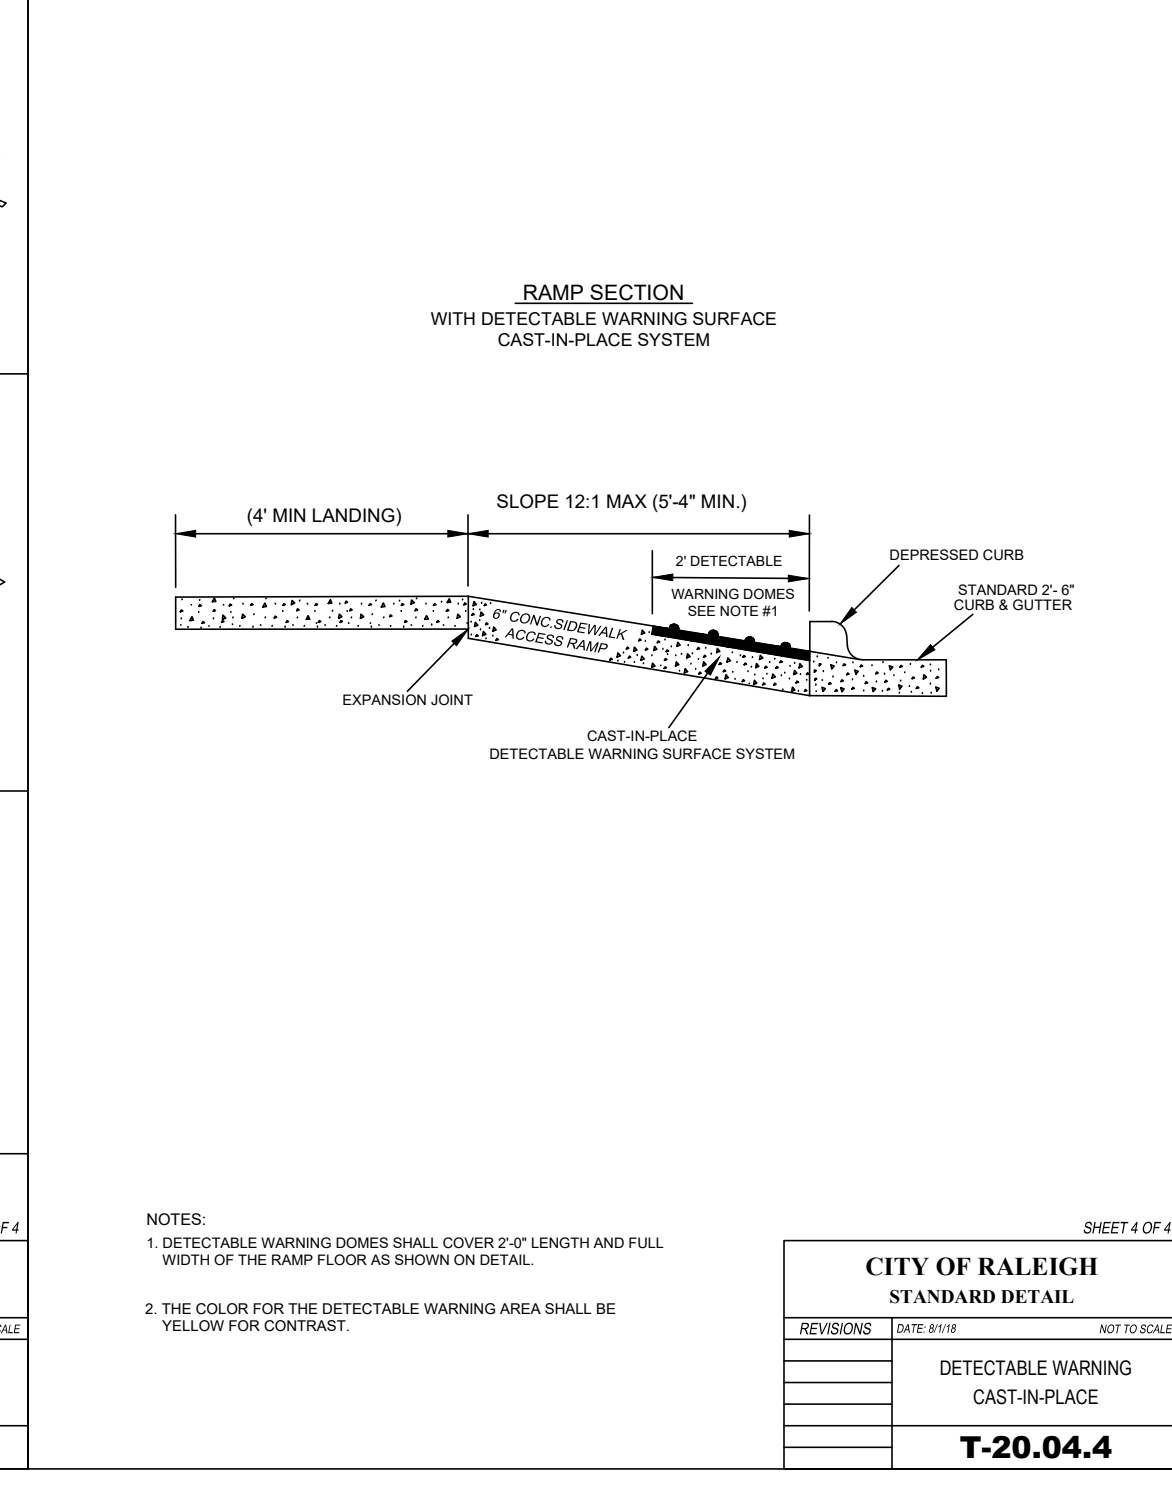 RAMP SECTION
WITH DETECTABLE WARNING SURFACE
CAST-IN-PLACE SYSTEM
(4' MIN LANDING)
SLOPE 12:1 MAX (5'-4" MIN.)
2' DETECTABLE
WARNING DOMES
SEE NOTE #1
DEPRESSED CURB
STANDARD 2'- 6"
CURB & GUTTER
6" CONC.SIDEWALK
ACCESS RAMP
EXPANSION JOINT
CAST-IN-PLACE
DETECTABLE WARNING SURFACE SYSTEM
NOTES:
1. DETECTABLE WARNING DOMES SHALL COVER 2'-0" LENGTH AND FULL
WIDTH OF THE RAMP FLOOR AS SHOWN ON DETAIL.
2. THE COLOR FOR THE DETECTABLE WARNING AREA SHALL BE
YELLOW FOR CONTRAST.
F 4
SHEET 4 OF 4
CITY OF RALEIGH
STANDARD DETAIL
CALE
REVISIONS
DATE: 8/1/18
NOT TO SCALE
DETECTABLE WARNING
CAST-IN-PLACE
T-20.04.4